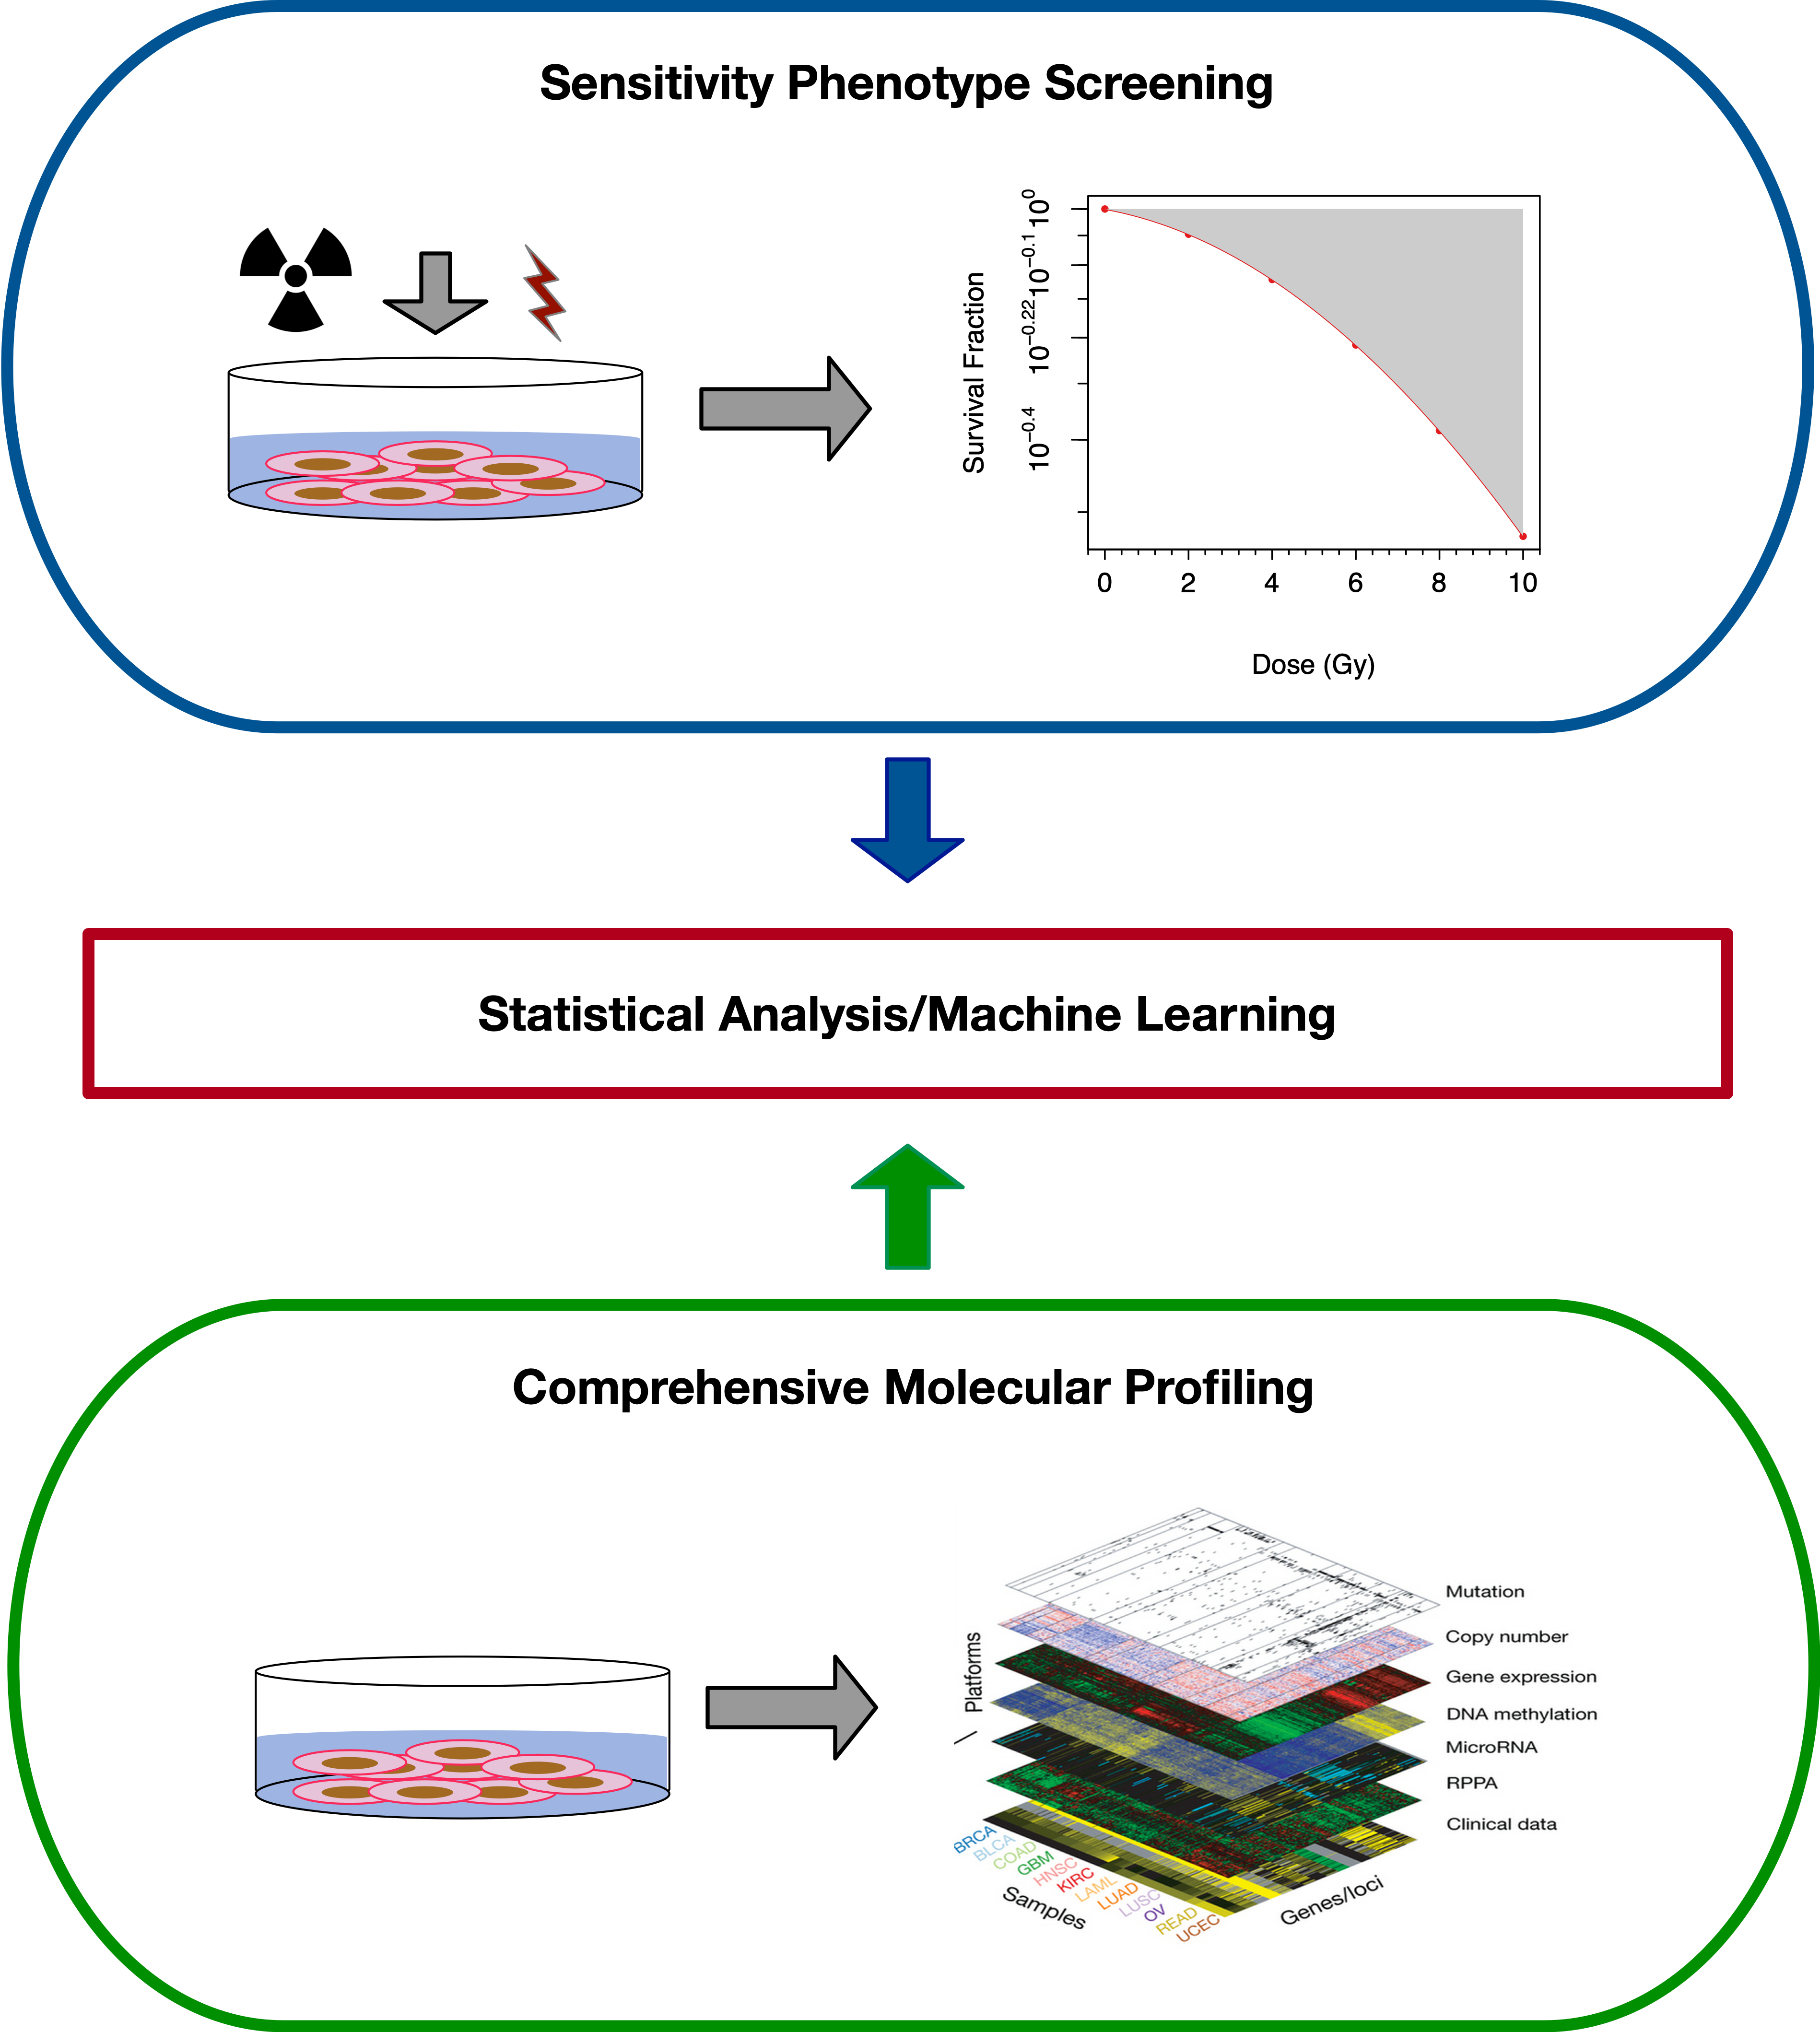 Sensitivity Phenotype Screening
Survival Fraction
10^0
10^−0.1
10^−0.22
10^−0.4
0 2 4 6 8 10
Dose (Gy)
Statistical Analysis/Machine Learning
Comprehensive Molecular Profiling
Platforms
Mutation
Copy number
Gene expression
DNA methylation
MicroRNA
RPPA
Clinical data
BRCA
BLCA
COAD
GBM
HNSC
KIRC
LAML
LUAD
LUSC
OV
READ
UCEC
Samples
Genes/loci